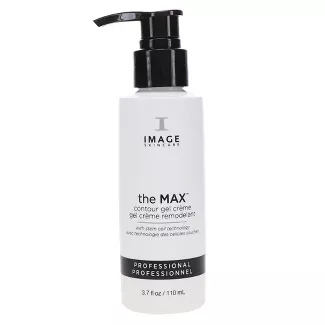 I
IMAGE
SKINCARE
the MAX™
contour gel crème
gel crème remodelant
with stem cell technology
avec technologie des cellules souches
PROFESSIONAL
PROFESSIONNEL
3.7 fl oz / 110 mL